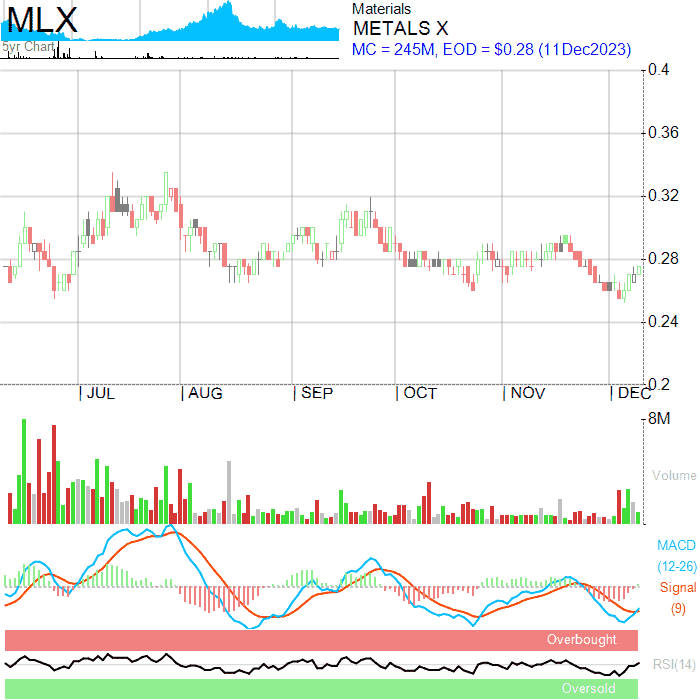 MLX
5yr Chart
Materials
METALS X
MC = 245M, EOD = $0.28 (11Dec2023)
0.4
0.36
0.32
0.28
0.24
0.2
| JUL | AUG | SEP | OCT | NOV | DEC
8M
Volume
MACD
(12-26)
Signal
(9)
Overbought
RSI(14)
Oversold